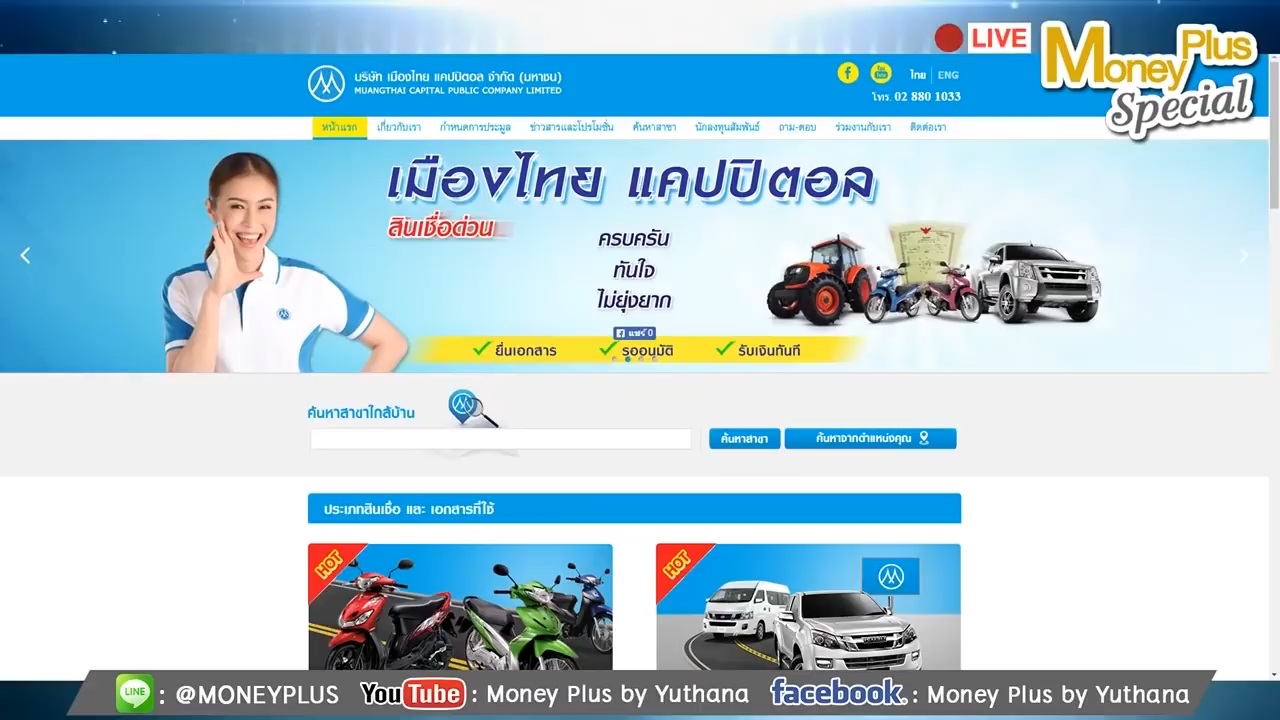 LIVE
Money Plus
Special
บริษัท เมืองไทย แคปปิตอล จำกัด (มหาชน)
MUANGTHAI CAPITAL PUBLIC COMPANY LIMITED
f
You Tube
ไทย ENG
โทร. 02 880 1033
หน้าแรก เกี่ยวกับเรา กำหนดการประมูล ข่าวสารและโปรโมชั่น ค้นหาสาขา นักลงทุนสัมพันธ์ ถาม-ตอบ ร่วมงานกับเรา ติดต่อเรา
เมืองไทย แคปปิตอล
สินเชื่อด่วน
ครบครัน
ทันใจ
ไม่ยุ่งยาก
แชร์ 0
ยื่นเอกสาร รออนุมัติ รับเงินทันที
ค้นหาสาขาใกล้บ้าน
ค้นหาสาขา ค้นหาจากตำแหน่งคุณ
ประเภทสินเชื่อ และ เอกสารที่ใช้
HOT HOT
LINE : @MONEYPLUS YouTube : Money Plus by Yuthana facebook. : Money Plus by Yuthana